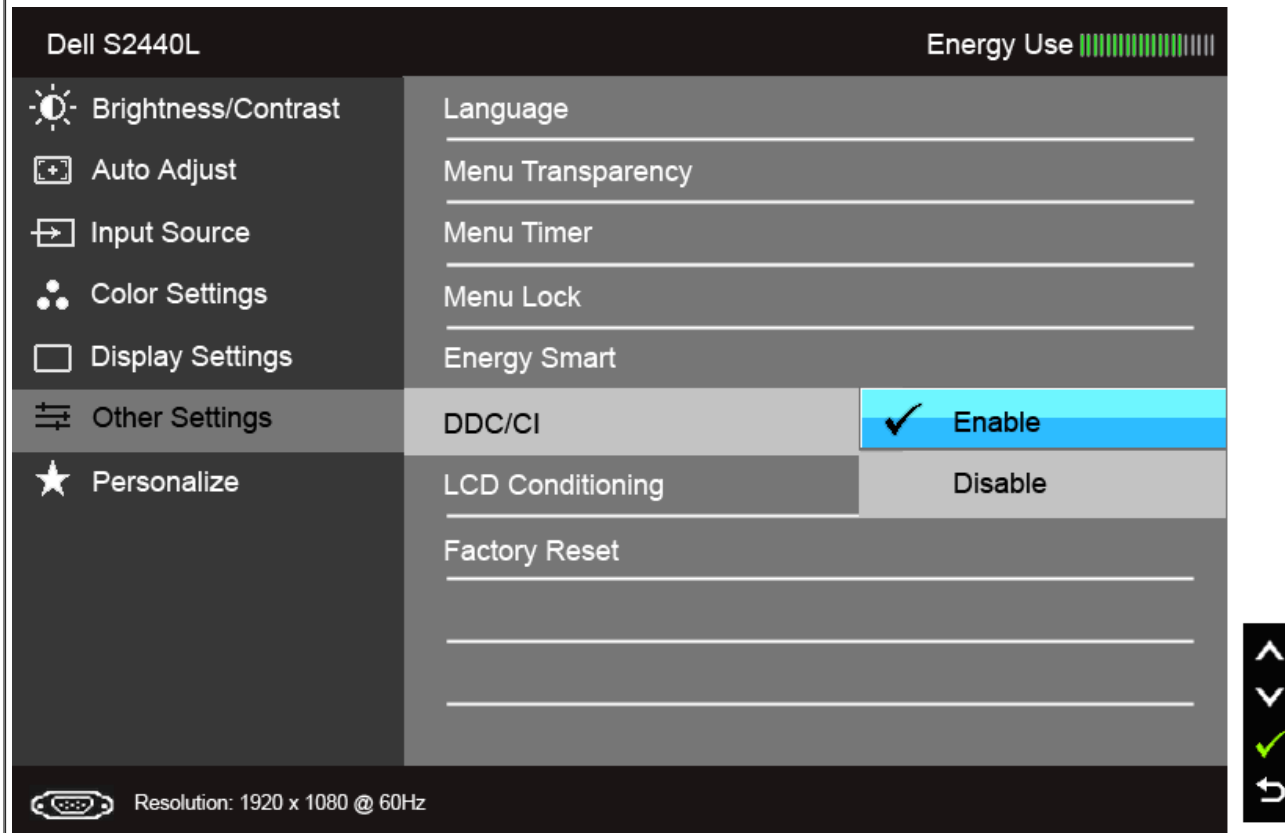 Dell S2440L
Energy Use
Brightness/Contrast
Auto Adjust
Input Source
Color Settings
Display Settings
Other Settings
Personalize
Language
Menu Transparency
Menu Timer
Menu Lock
Energy Smart
DDC/CI
Enable
Disable
LCD Conditioning
Factory Reset
Resolution: 1920 x 1080 @ 60Hz